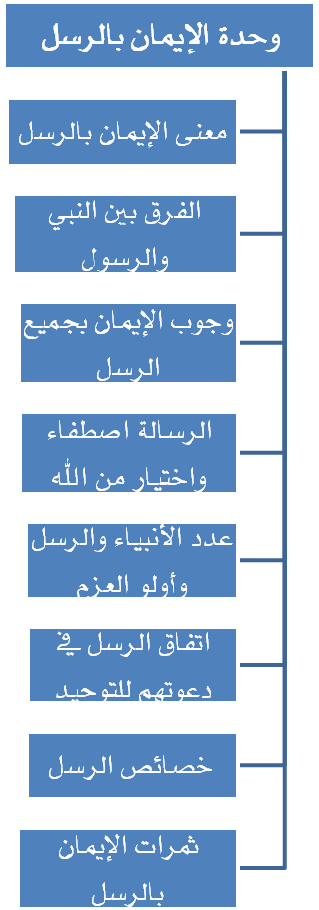 وحدة الإيمان بالرسل
معنى الإيمان بالرسل
الفرق بين النبي
والرسول
وجوب الإيمان بجميع
الرسل
الرسالة اصطفاء
واختيار من الله
عدد الأنبياء والرسل
وأولو العزم
اتفاق الرسل في
دعوتهم للتوحيد
خصائص الرسل
ثمرات الإيمان
بالرسل